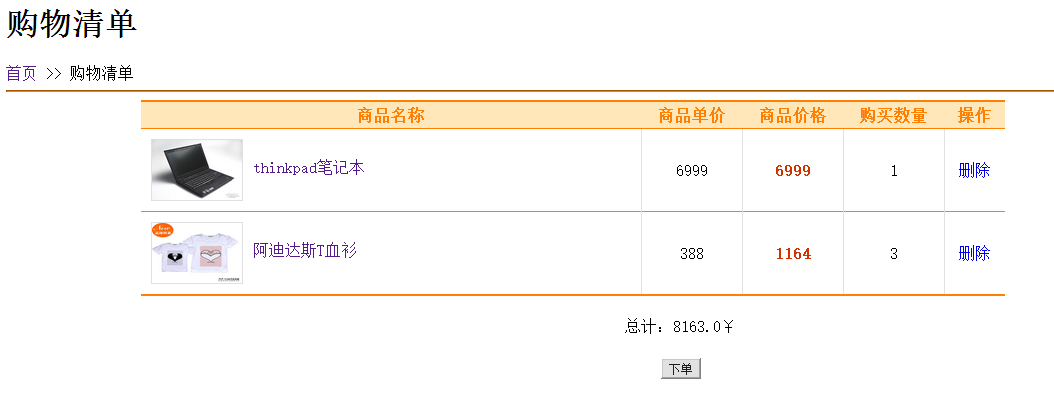 购物清单
首页 >> 购物清单
商品名称 商品单价 商品价格 购买数量 操作
thinkpad笔记本 6999 6999 1 删除
阿迪达斯T血衫 388 1164 3 删除
总计：8163.0￥
下单